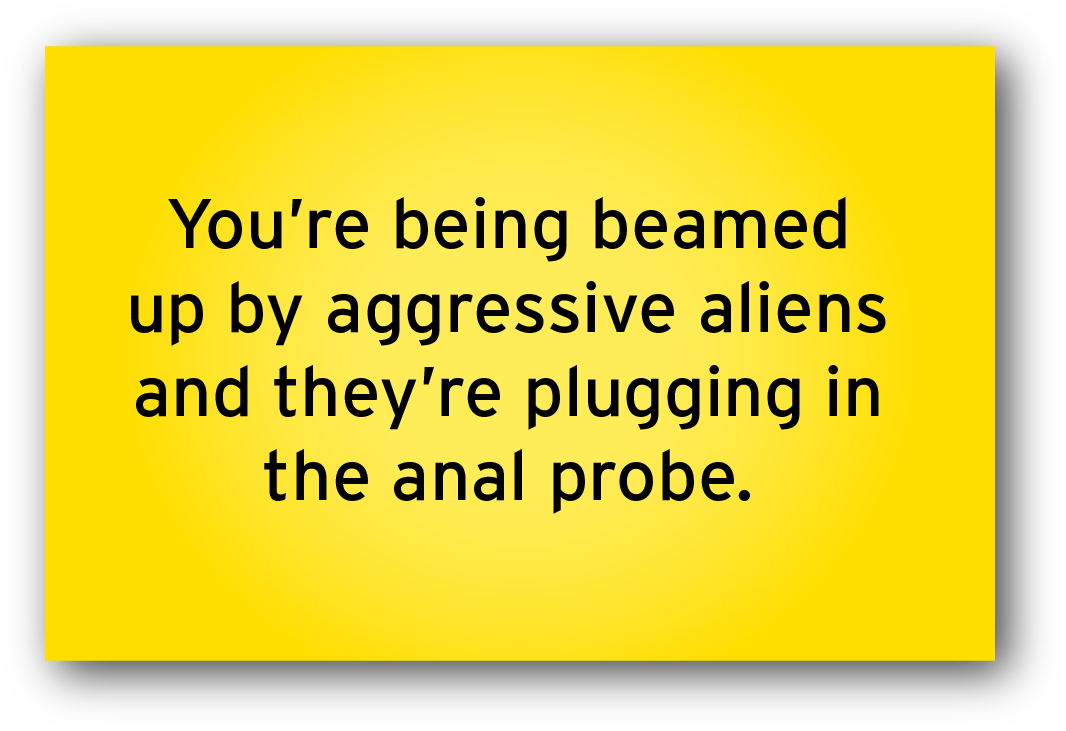 You’re being beamed
up by aggressive aliens
and they’re plugging in
the anal probe.